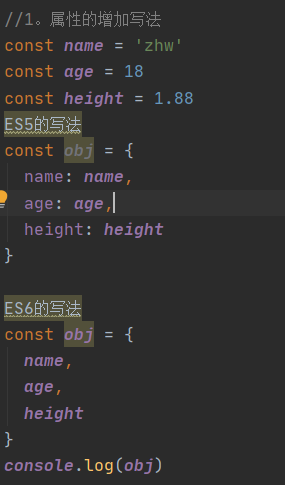 //1。属性的增加写法
const name = 'zhw'
const age = 18
const height = 1.88
ES5的写法
const obj = {
  name: name,
  age: age,
  height: height
}
ES6的写法
const obj = {
  name,
  age,
  height
}
console.log(obj)